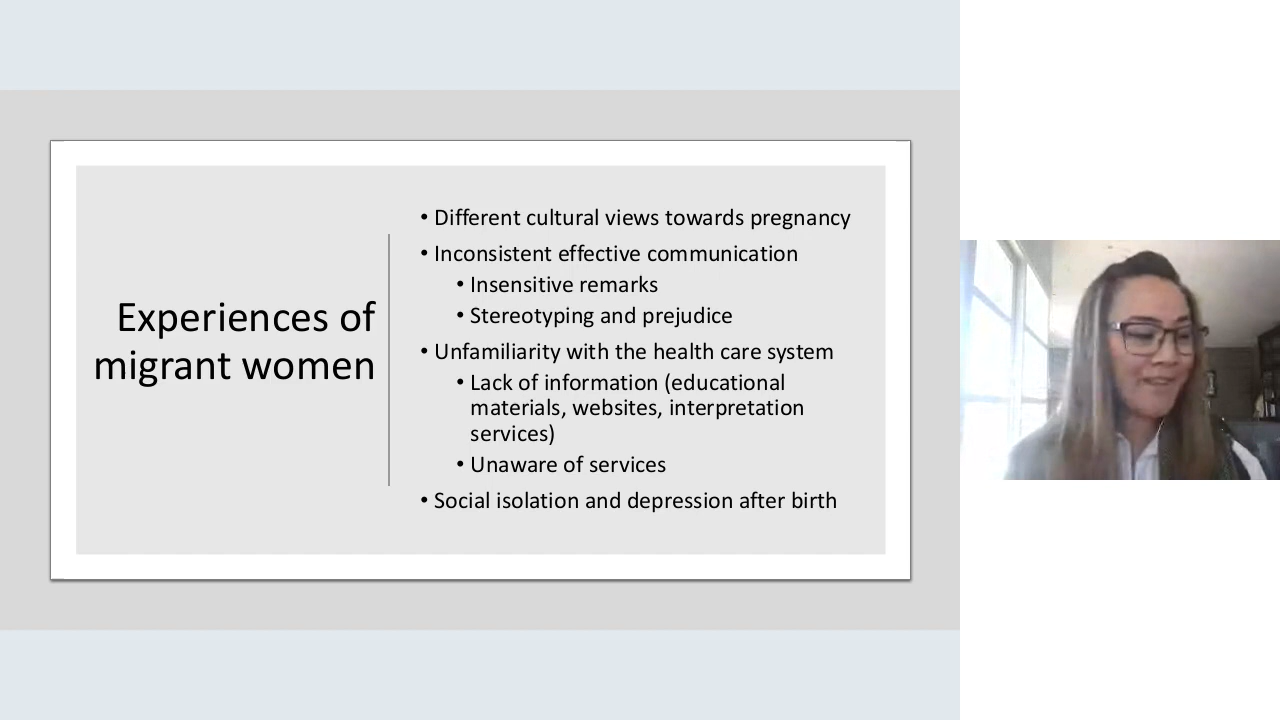 Experiences of
migrant women
• Different cultural views towards pregnancy
• Inconsistent effective communication
• Insensitive remarks
• Stereotyping and prejudice
• Unfamiliarity with the health care system
• Lack of information (educational
materials, websites, interpretation
services)
• Unaware of services
• Social isolation and depression after birth